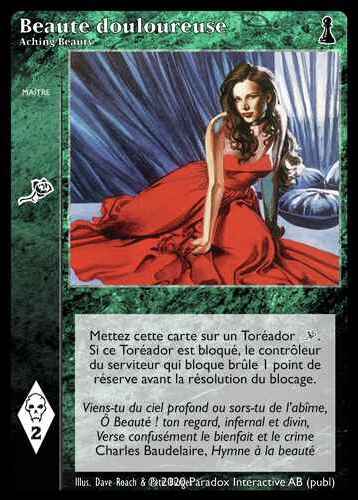 Beaute douloureuse
Aching Beauty
MAÎTRE
Mettez cette carte sur un Toréador
Si ce Toréador est bloqué, le contrôleur
du serviteur qui bloque brûle 1 point de
réserve avant la résolution du blocage.
Viens-tu du ciel profond ou sors-tu de l'abîme,
Ô Beauté ! ton regard, infernal et divin,
Verse confusément le bienfait et le crime
Charles Baudelaire, Hymne à la beauté
2
Illus. Dave Roach & Pete Burges
© 2020 Paradox Interactive AB (publ)